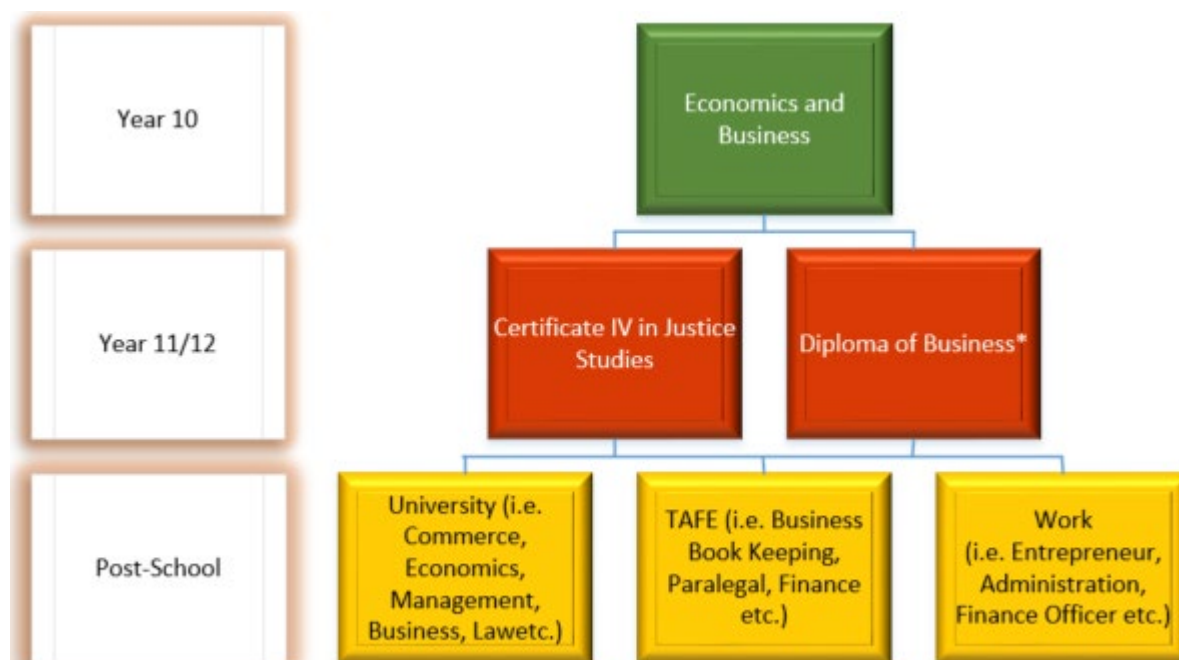 Year 10
Economics and
Business
Year 11/12
Certificate IV in Justice
Studies
Diploma of Business*
Post-School
University (i.e.
Commerce,
Economics,
Management,
Business, Lawetc.)
TAFE (i.e. Business
Book Keeping,
Paralegal, Finance
etc.)
Work
(i.e. Entrepreneur,
Administration,
Finance Officer etc.)